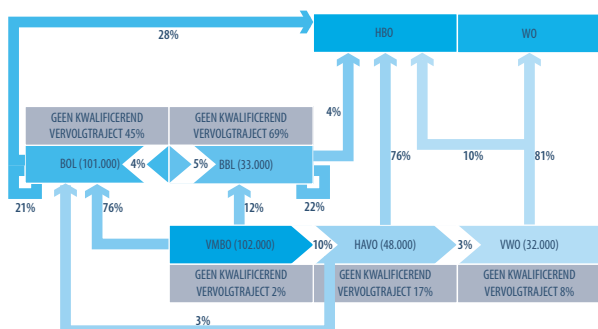 28%
HBO
WO
GEEN KWALIFICEREND
VERVOLGTRAJECT 45%
GEEN KWALIFICEREND
VERVOLGTRAJECT 69%
4%
BOL (101.000)
4%
5%
BBL (33.000)
76%
10%
81%
21%
76%
12%
22%
VMBO (102.000)
10%
HAVO (48.000)
3%
VWO (32.000)
GEEN KWALIFICEREND
VERVOLGTRAJECT 2%
GEEN KWALIFICEREND
VERVOLGTRAJECT 17%
GEEN KWALIFICEREND
VERVOLGTRAJECT 8%
3%